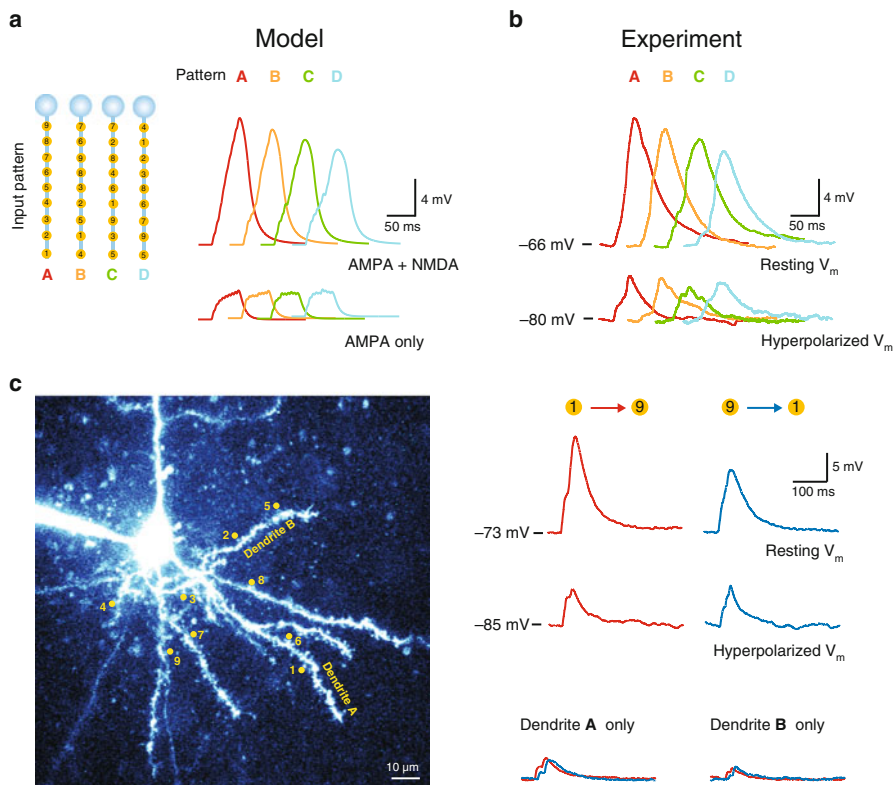 a
Model
Pattern A B C D
Input pattern
9 7 7 4
8 6 2 1
7 9 8 2
6 8 4 3
5 3 6 8
4 2 1 6
3 5 9 7
2 1 3 9
1 4 5 5
A B C D
4 mV
50 ms
AMPA + NMDA
AMPA only
b
Experiment
A B C D
4 mV
50 ms
–66 mV
Resting Vm
–80 mV
Hyperpolarized Vm
c
5
2
Dendrite B
8
3
4
7
6
9
1
Dendrite A
10 µm
1 9
9 1
5 mV
100 ms
–73 mV
Resting Vm
–85 mV
Hyperpolarized Vm
Dendrite A only
Dendrite B only